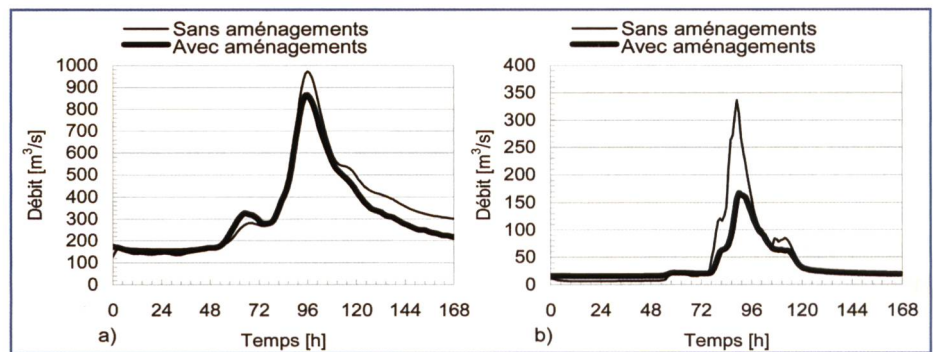 Sans aménagements
Avec aménagements
1000
900
800
700
600
500
400
300
200
100
0
Débit [m³/s]
0 24 48 72 96 120 144 168
Temps [h]
a)
Sans aménagements
Avec aménagements
400
350
300
250
200
150
100
50
0
Débit [m³/s]
0 24 48 72 96 120 144 168
Temps [h]
b)